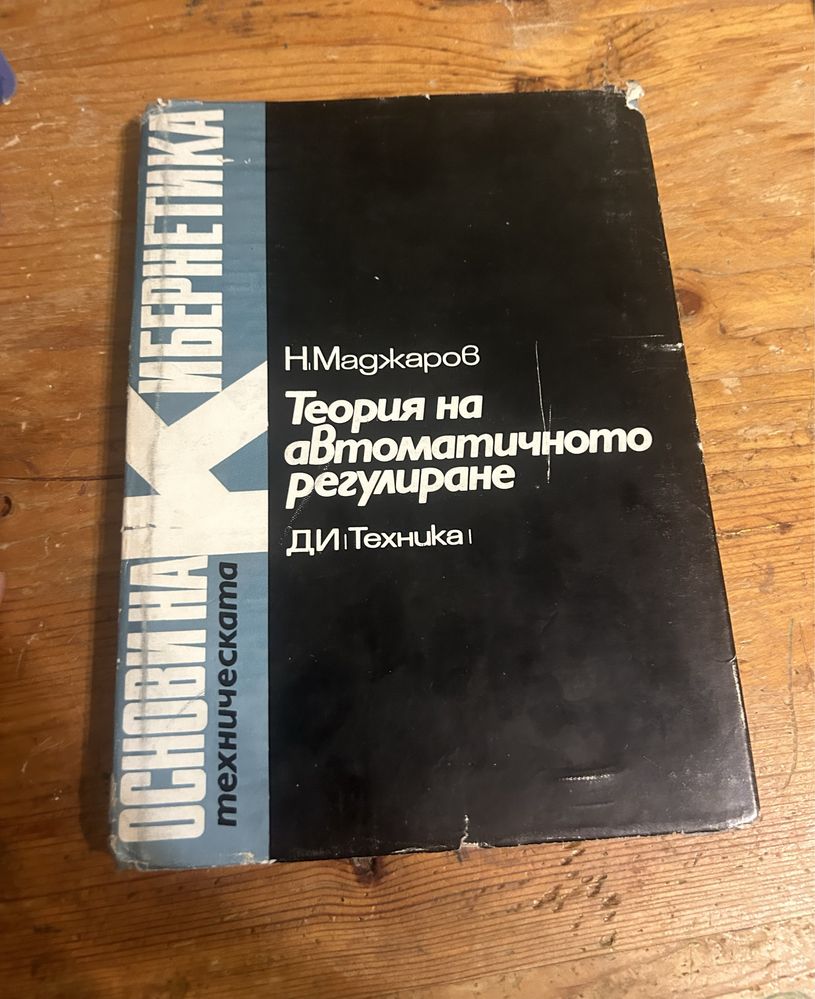 ОСНОВИ НА КИБЕРНЕТИКА
техническата
Н. Маджаров
Теория на
автоматичното
регулиране
ДИ |Техника|